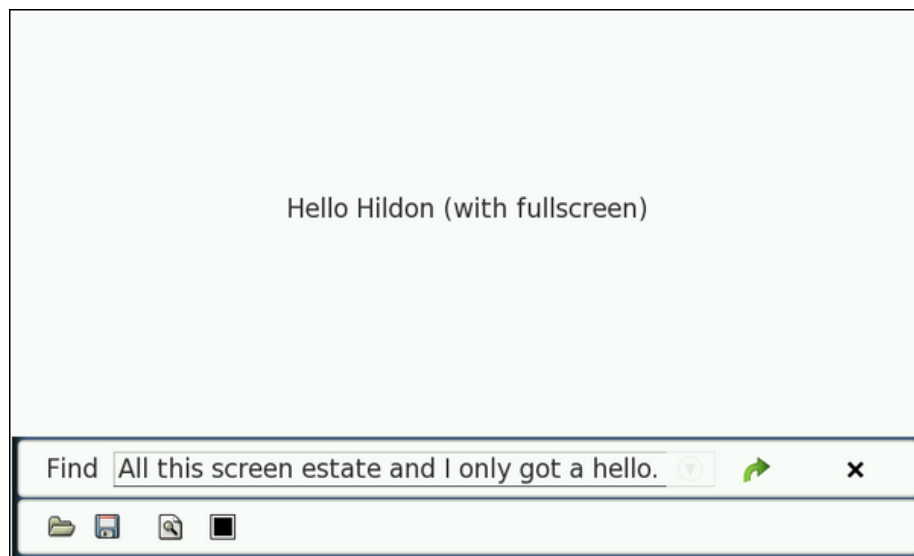 Hello Hildon (with fullscreen)
Find All this screen estate and I only got a hello.